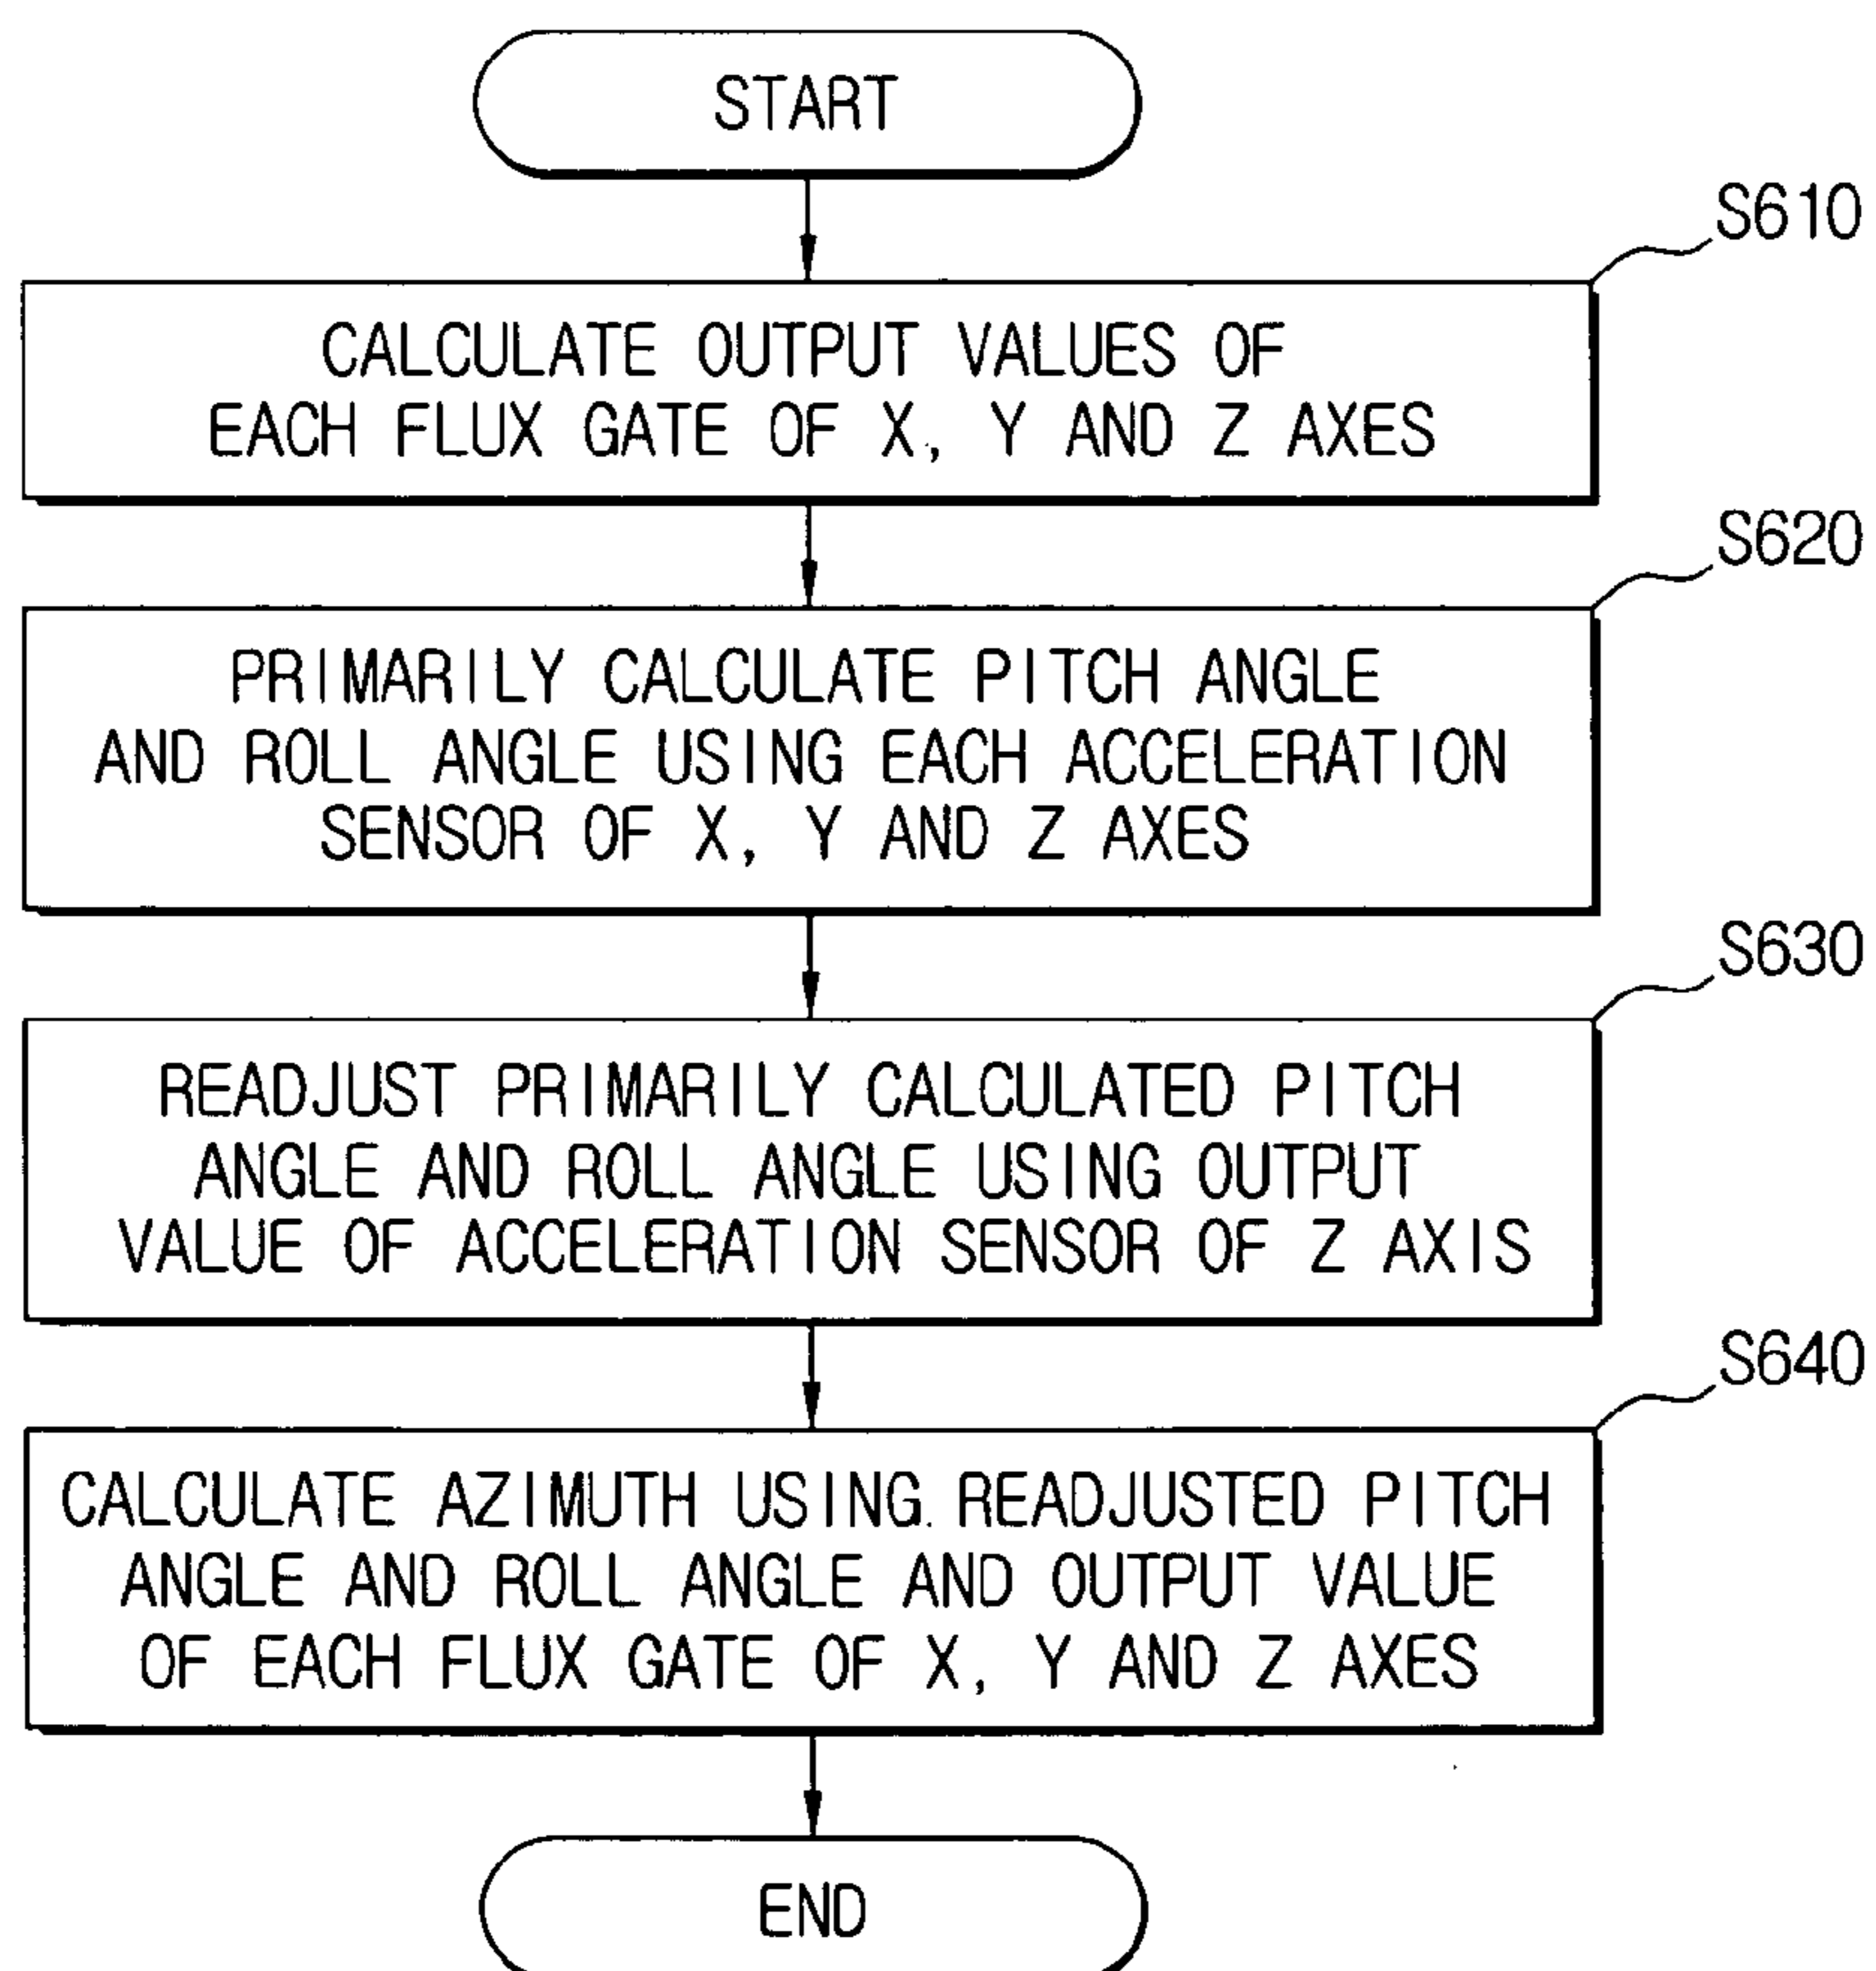 START
S610
CALCULATE OUTPUT VALUES OF
EACH FLUX GATE OF X, Y AND Z AXES
S620
PRIMARILY CALCULATE PITCH ANGLE
AND ROLL ANGLE USING EACH ACCELERATION
SENSOR OF X, Y AND Z AXES
S630
READJUST PRIMARILY CALCULATED PITCH
ANGLE AND ROLL ANGLE USING OUTPUT
VALUE OF ACCELERATION SENSOR OF Z AXIS
S640
CALCULATE AZIMUTH USING READJUSTED PITCH
ANGLE AND ROLL ANGLE AND OUTPUT VALUE
OF EACH FLUX GATE OF X, Y AND Z AXES
END